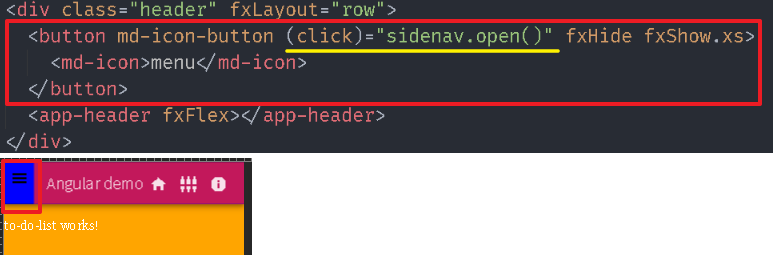 <div class="header" fxLayout="row">
<button md-icon-button (click)="sidenav.open()" fxHide fxShow.xs>
<md-icon>menu</md-icon>
</button>
<app-header fxFlex></app-header>
</div>
Angular demo
to-do-list works!